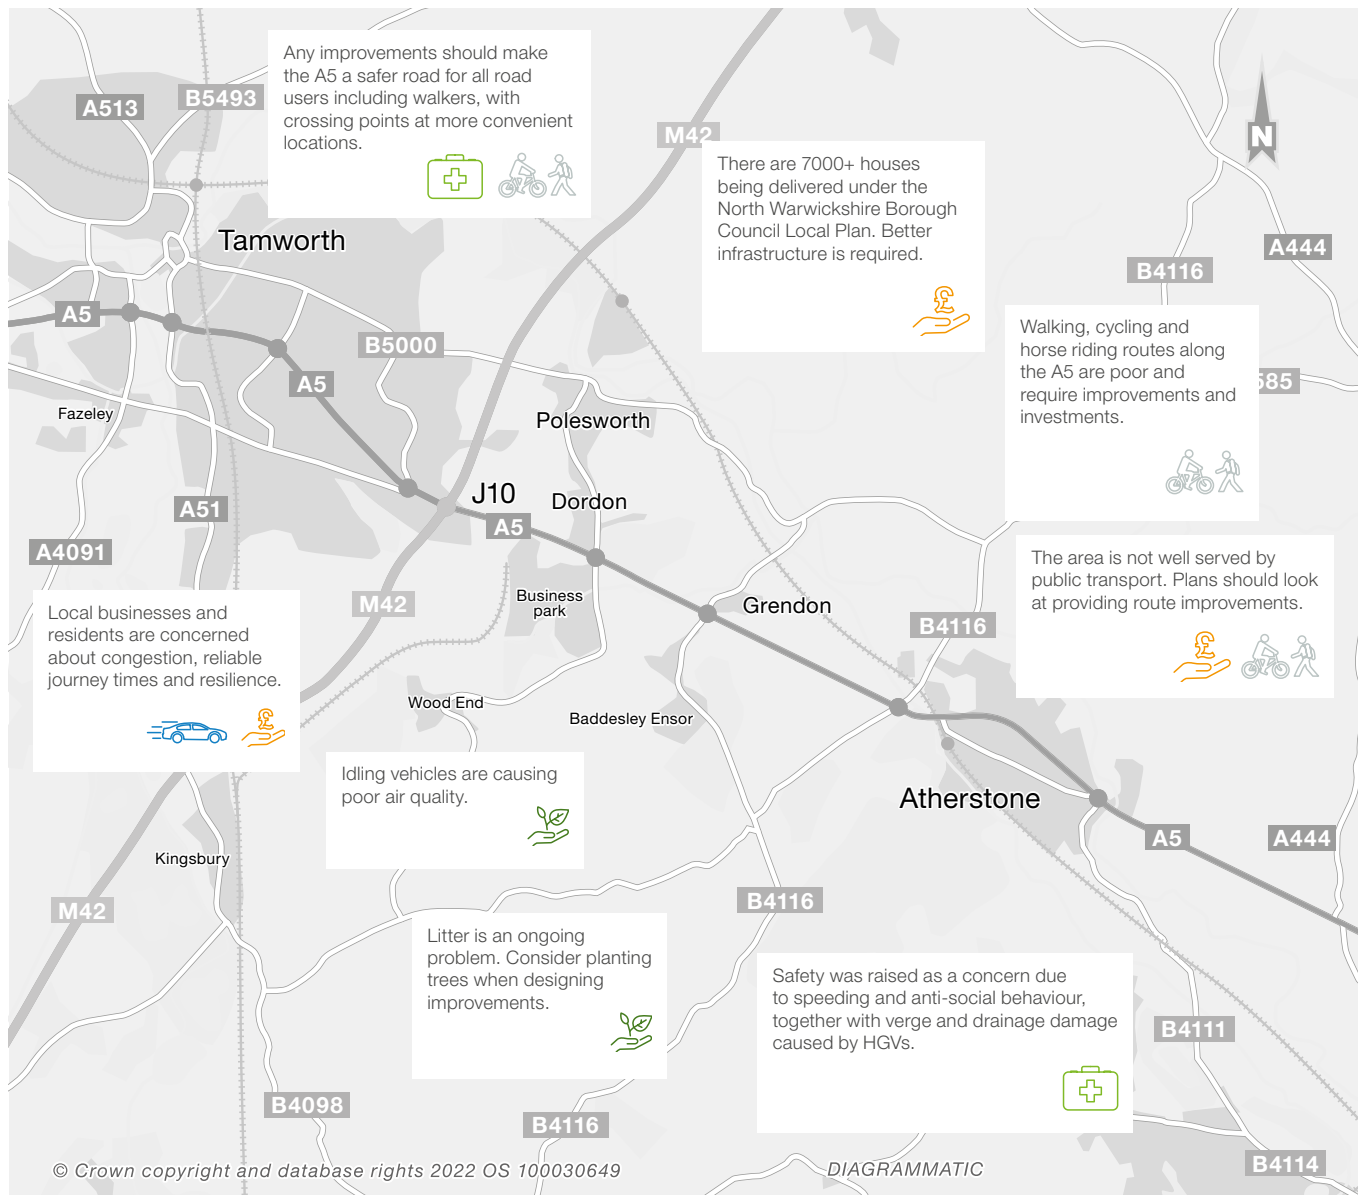 Any improvements should make
the A5 a safer road for all road
users including walkers, with
crossing points at more convenient
locations.
A513
B5493
M42
There are 7000+ houses
being delivered under the
North Warwickshire Borough
Council Local Plan. Better
infrastructure is required.
£
N
A444
B4116
Tamworth
A5
B5000
A5
Walking, cycling and
horse riding routes along
the A5 are poor and
require improvements and
investments.
585
Fazeley
Polesworth
J10
Dordon
A51
A5
A4091
The area is not well served by
public transport. Plans should look
at providing route improvements.
£
Business
park
M42
Grendon
B4116
Local businesses and
residents are concerned
about congestion, reliable
journey times and resilience.
£
Wood End
Baddesley Ensor
Idling vehicles are causing
poor air quality.
Atherstone
A5
A444
Kingsbury
M42
B4116
Litter is an ongoing
problem. Consider planting
trees when designing
improvements.
Safety was raised as a concern due
to speeding and anti-social behaviour,
together with verge and drainage damage
caused by HGVs.
B4111
B4098
B4116
B4114
© Crown copyright and database rights 2022 OS 100030649
DIAGRAMMATIC